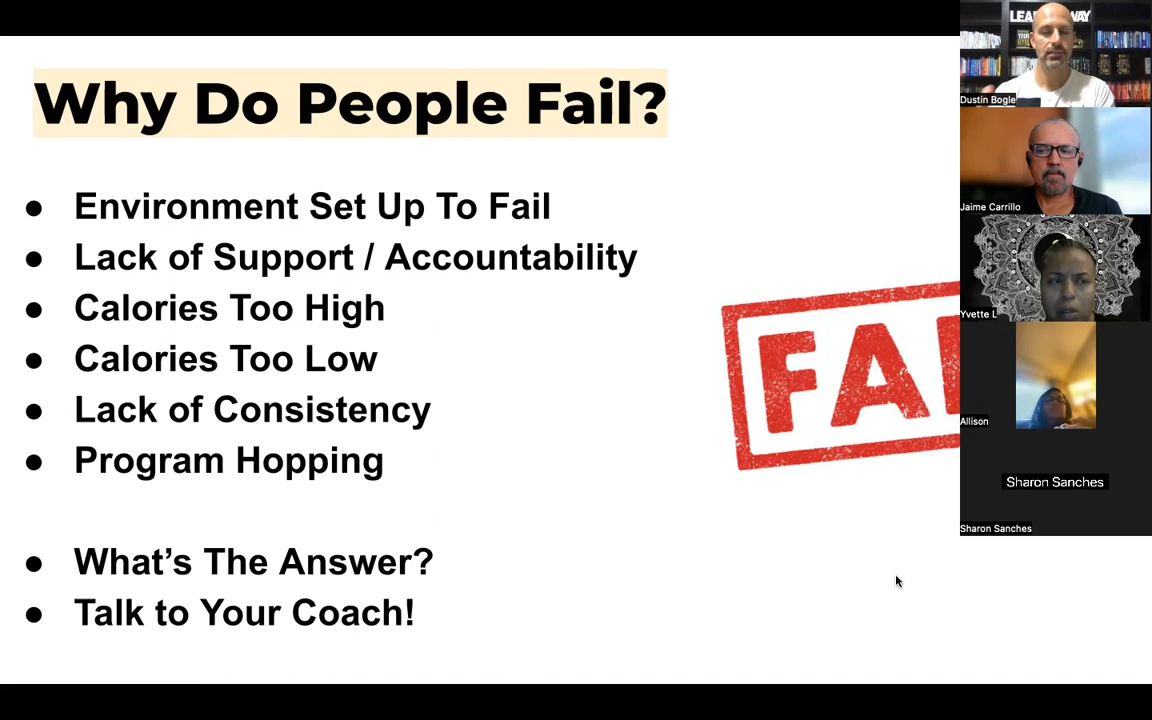 Why Do People Fail?
● Environment Set Up To Fail
● Lack of Support / Accountability
● Calories Too High
● Calories Too Low
● Lack of Consistency
● Program Hopping
● What's The Answer?
● Talk to Your Coach!
FAI
WAY
Dustin Bogle
Jaime Carrillo
Yvette L
Allison
Sharon Sanches
Sharon Sanches